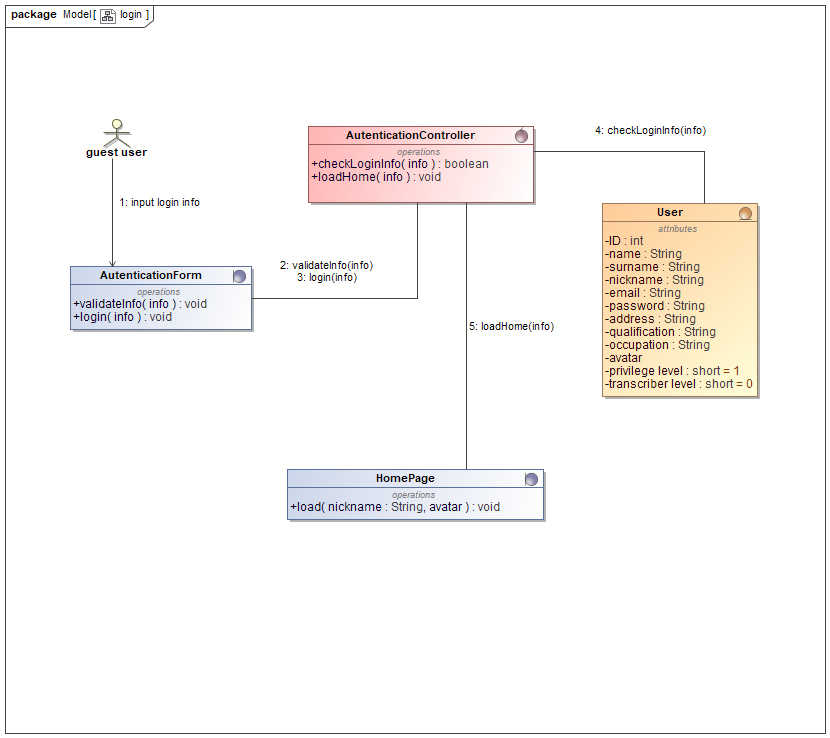 package Model[ login ]
guest user
1: input login info
AutenticationController
operations
+checkLoginInfo( info ) : boolean
+loadHome( info ) : void
4: checkLoginInfo(info)
User
attributes
-ID : int
-name : String
-surname : String
-nickname : String
-email : String
-password : String
-address : String
-qualification : String
-occupation : String
-avatar
-privilege level : short = 1
-transcriber level : short = 0
AutenticationForm
operations
+validateInfo( info ) : void
+login( info ) : void
2: validateInfo(info)
3: login(info)
5: loadHome(info)
HomePage
operations
+load( nickname : String, avatar ) : void